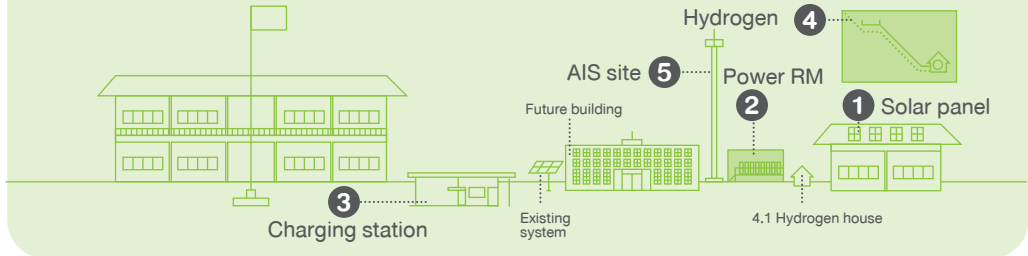 Hydrogen 4
AIS site 5
Power RM
2
1 Solar panel
Future building
3
Charging station
Existing
system
4.1 Hydrogen house